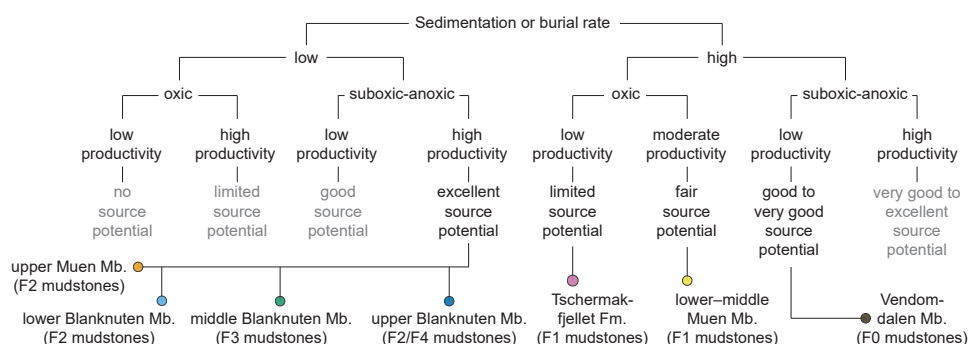 Sedimentation or burial rate
low
high
oxic
suboxic-anoxic
oxic
suboxic-anoxic
low
productivity
high
productivity
low
productivity
high
productivity
low
productivity
moderate
productivity
low
productivity
high
productivity
no
source
potential
limited
source
potential
good
source
potential
excellent
source
potential
limited
source
potential
fair
source
potential
good to
very good
source
potential
very good to
excellent
source
potential
upper Muen Mb.
(F2 mudstones)
lower Blanknuten Mb.
(F2 mudstones)
middle Blanknuten Mb.
(F3 mudstones)
upper Blanknuten Mb.
(F2/F4 mudstones)
Tschermak-
fjellet Fm.
(F1 mudstones)
lower–middle
Muen Mb.
(F1 mudstones)
Vendom-
dalen Mb.
(F0 mudstones)